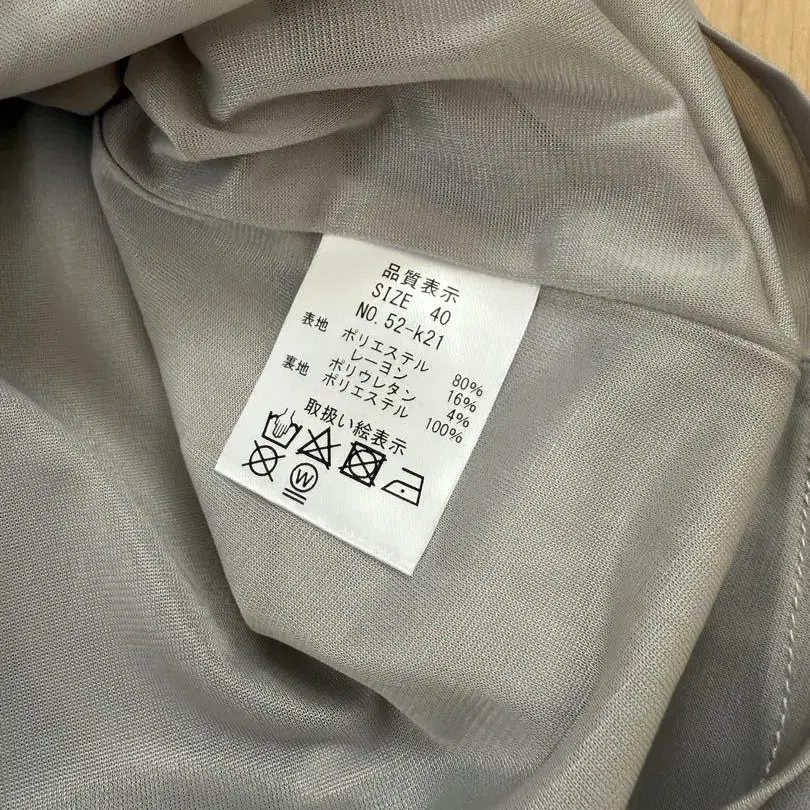 品質表示
SIZE 40
NO. 52-k21
表地 ポリエステル 80%
レーヨン 16%
ポリウレタン 4%
裏地 ポリエステル 100%
取扱い絵表示
W